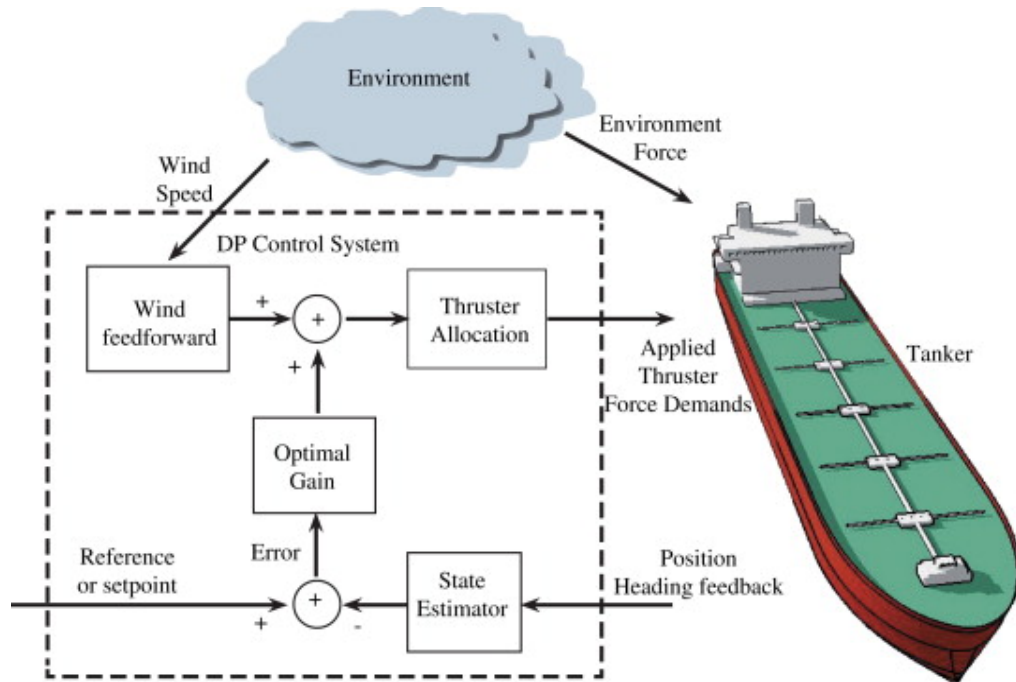 Environment
Environment
Force
Wind
Speed
DP Control System
Wind
feedforward
+
+
Thruster
Allocation
+
Applied
Thruster
Force Demands
Tanker
Optimal
Gain
Reference
or setpoint
Error
+
+
-
State
Estimator
Position
Heading feedback